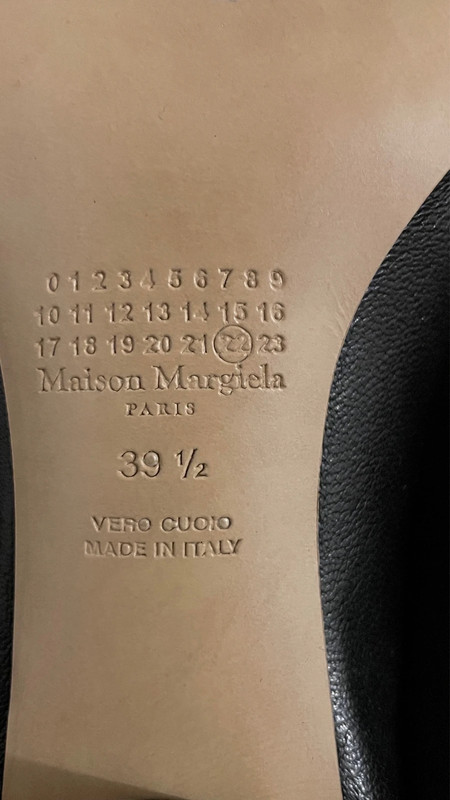 0 1 2 3 4 5 6 7 8 9
10 11 12 13 14 15 16
17 18 19 20 21 22 23
Maison Margiela
PARIS
39 ½
VERO CUOIO
MADE IN ITALY